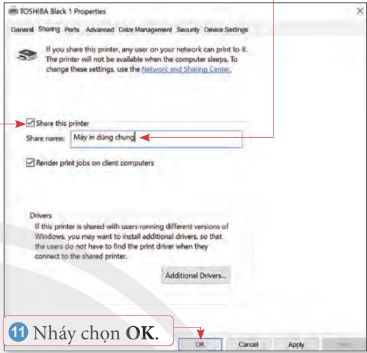 TOSHIBA Black 1 Properties
General Sharing Ports Advanced Color Management Security Device Settings
If you share this printer, any user on your network can print to it.
The printer will not be available when the computer sleeps. To
change these settings, use the Network and Sharing Center.
Share this printer
Share name: Máy in dùng chung
Render print jobs on client computers
Drivers
If this printer is shared with users running different versions of
Windows, you may want to install additional drivers, so that
the users do not have to find the print driver when they
connect to the shared printer.
Additional Drivers...
11 Nháy chọn OK.
OK Cancel Apply